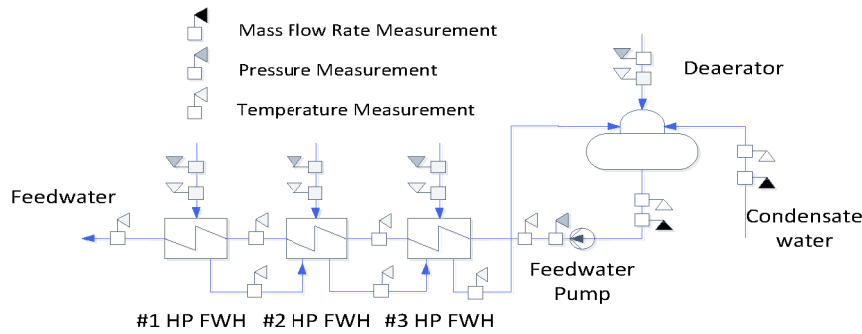 Mass Flow Rate Measurement
Pressure Measurement
Deaerator
Temperature Measurement
Feedwater
Condensate
water
Feedwater
Pump
#1 HP FWH #2 HP FWH #3 HP FWH